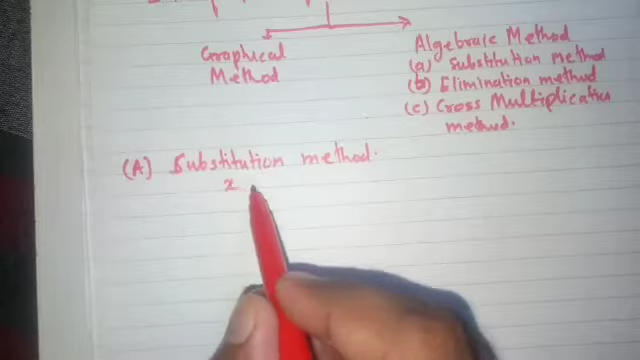 Graphical
Method
Algebraic Method
(a) Substitution method
(b) Elimination method
(c) Cross Multiplication
method.
(A) Substitution method.
x